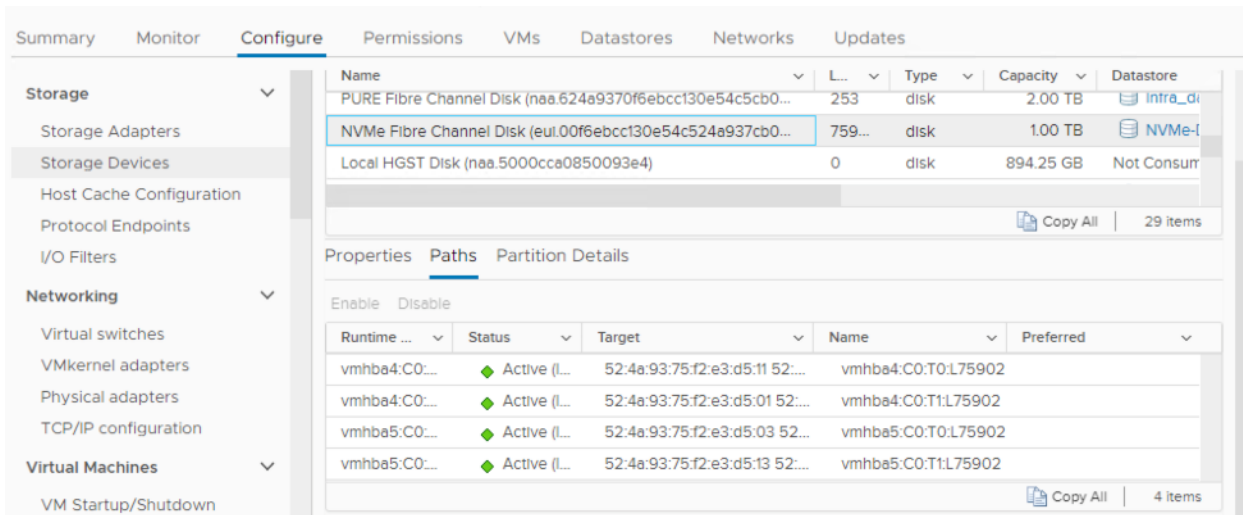 Summary Monitor Configure Permissions VMs Datastores Networks Updates
Storage
Storage Adapters
Storage Devices
Host Cache Configuration
Protocol Endpoints
I/O Filters
Networking
Virtual switches
VMkernel adapters
Physical adapters
TCP/IP configuration
Virtual Machines
VM Startup/Shutdown
Name L... Type Capacity Datastore
PURE Fibre Channel Disk (naa.624a9370f6ebcc130e54c5cb0... 253 disk 2.00 TB Infra_da
NVMe Fibre Channel Disk (eui.00f6ebcc130e54c524a937cb0... 759... disk 1.00 TB NVMe-D
Local HGST Disk (naa.5000cca0850093e4) 0 disk 894.25 GB Not Consum
Copy All 29 items
Properties Paths Partition Details
Enable Disable
Runtime ... Status Target Name Preferred
vmhba4:C0:... Active (I... 52:4a:93:75:f2:e3:d5:11 52:... vmhba4:C0:T0:L75902
vmhba4:C0:... Active (I... 52:4a:93:75:f2:e3:d5:01 52:... vmhba4:C0:T1:L75902
vmhba5:C0:... Active (I... 52:4a:93:75:f2:e3:d5:03 52... vmhba5:C0:T0:L75902
vmhba5:C0:... Active (I... 52:4a:93:75:f2:e3:d5:13 52:... vmhba5:C0:T1:L75902
Copy All 4 items